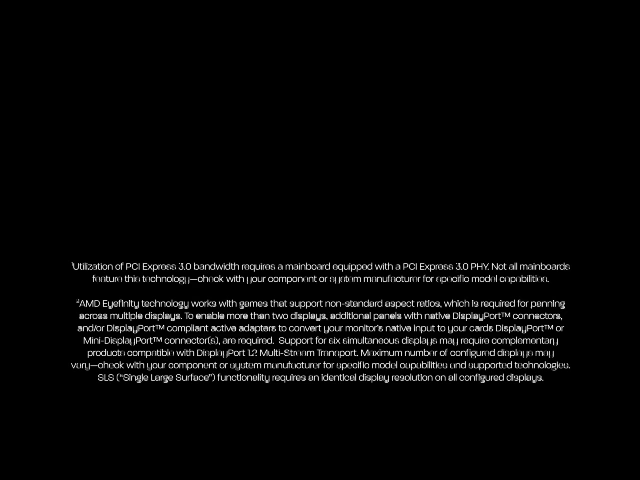 ¹Utilization of PCI Express 3.0 bandwidth requires a mainboard equipped with a PCI Express 3.0 PHY. Not all mainboards
feature this technology—check with your component or system manufacturer for specific model capabilities.
²AMD Eyefinity technology works with games that support non-standard aspect ratios, which is required for panning
across multiple displays. To enable more than two displays, additional panels with native DisplayPort™ connectors,
and/or DisplayPort™ compliant active adapters to convert your monitor's native input to your cards DisplayPort™ or
Mini-DisplayPort™ connector(s), are required. Support for six simultaneous displays may require complementary
products compatible with DisplayPort 1.2 Multi-Stream Transport. Maximum number of configured displays may
vary—check with your component or system manufacturer for specific model capabilities and supported technologies.
SLS ("Single Large Surface") functionality requires an identical display resolution on all configured displays.